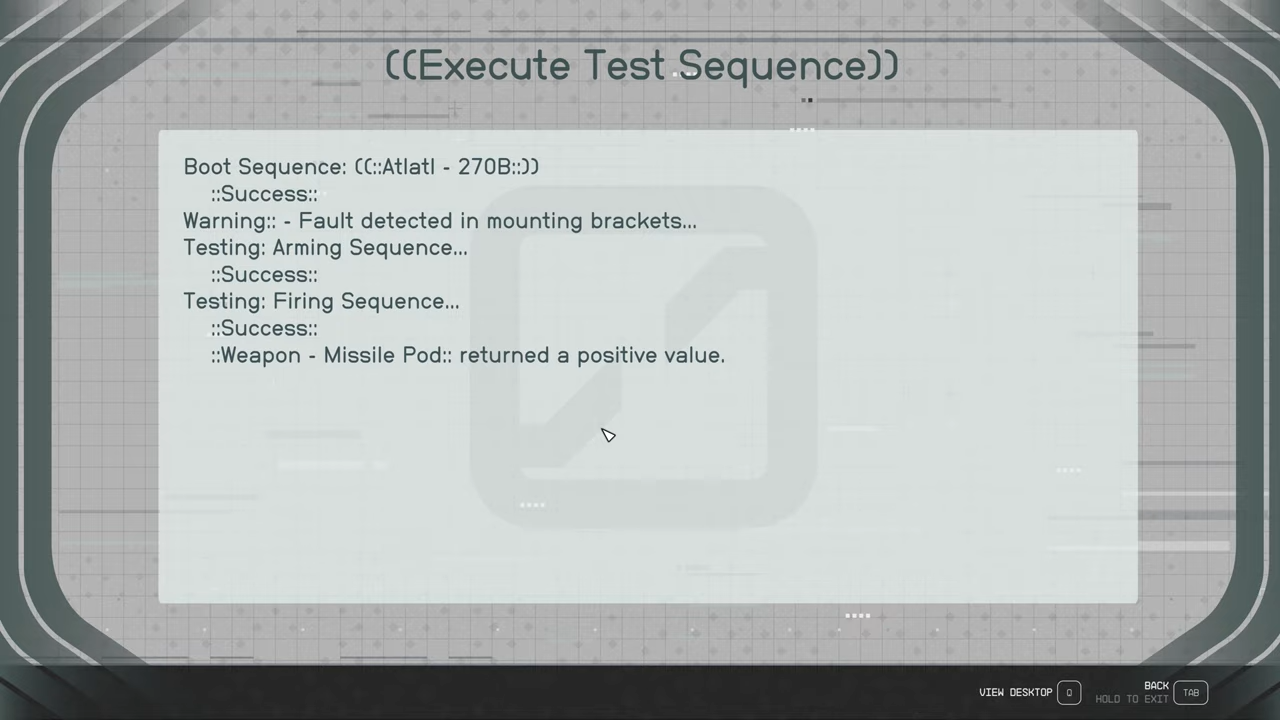 ((Execute Test Sequence))
Boot Sequence: ((::Atlatl - 270B::))
::Success::
Warning:: - Fault detected in mounting brackets...
Testing: Arming Sequence...
::Success::
Testing: Firing Sequence...
::Success::
::Weapon - Missile Pod:: returned a positive value.
VIEW DESKTOP Q
BACK
HOLD TO EXIT TAB